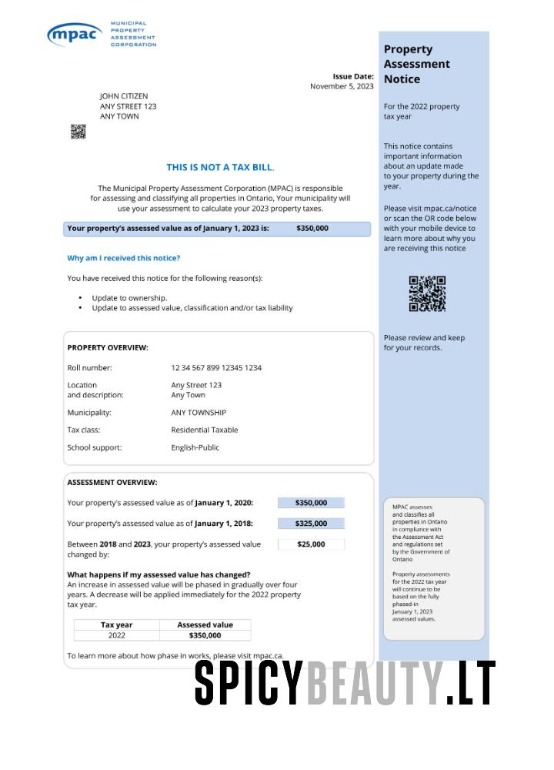 mpac
MUNICIPAL
PROPERTY
ASSESSMENT
CORPORATION
Issue Date:
November 5, 2023
JOHN CITIZEN
ANY STREET 123
ANY TOWN
THIS IS NOT A TAX BILL.
The Municipal Property Assessment Corporation (MPAC) is responsible
for assessing and classifying all properties in Ontario, Your municipality will
use your assessment to calculate your 2023 property taxes.
Your property's assessed value as of January 1, 2023 is: $350,000
Why am I received this notice?
You have received this notice for the following reason(s):
• Update to ownership.
• Update to assessed value, classification and/or tax liability
PROPERTY OVERVIEW:
Roll number: 12 34 567 899 12345 1234
Location Any Street 123
and description: Any Town
Municipality: ANY TOWNSHIP
Tax class: Residential Taxable
School support: English-Public
ASSESSMENT OVERVIEW:
Your property's assessed value as of January 1, 2020: $350,000
Your property's assessed value as of January 1, 2018: $325,000
Between 2018 and 2023, your property's assessed value $25,000
changed by:
What happens if my assessed value has changed?
An increase in assessed value will be phased in gradually over four
years. A decrease will be applied immediately for the 2022 property
tax year.
Tax year Assessed value
2022 $350,000
To learn more about how phase in works, please visit mpac.ca.
Property
Assessment
Notice
For the 2022 property
tax year
This notice contains
important information
about an update made
to your property during the
year.
Please visit mpac.ca/notice
or scan the OR code below
with your mobile device to
learn more about why you
are receiving this notice
Please review and keep
for your records.
MPAC assesses
and classifies all
properties in Ontario
in compliance with
the Assessment Act
and regulations set
by the Government of
Ontario
Property assessments
for the 2022 tax year
will continue to be
based on the fully
phased-in
January 1, 2023
assessed values.
SPICYBEAUTY.LT